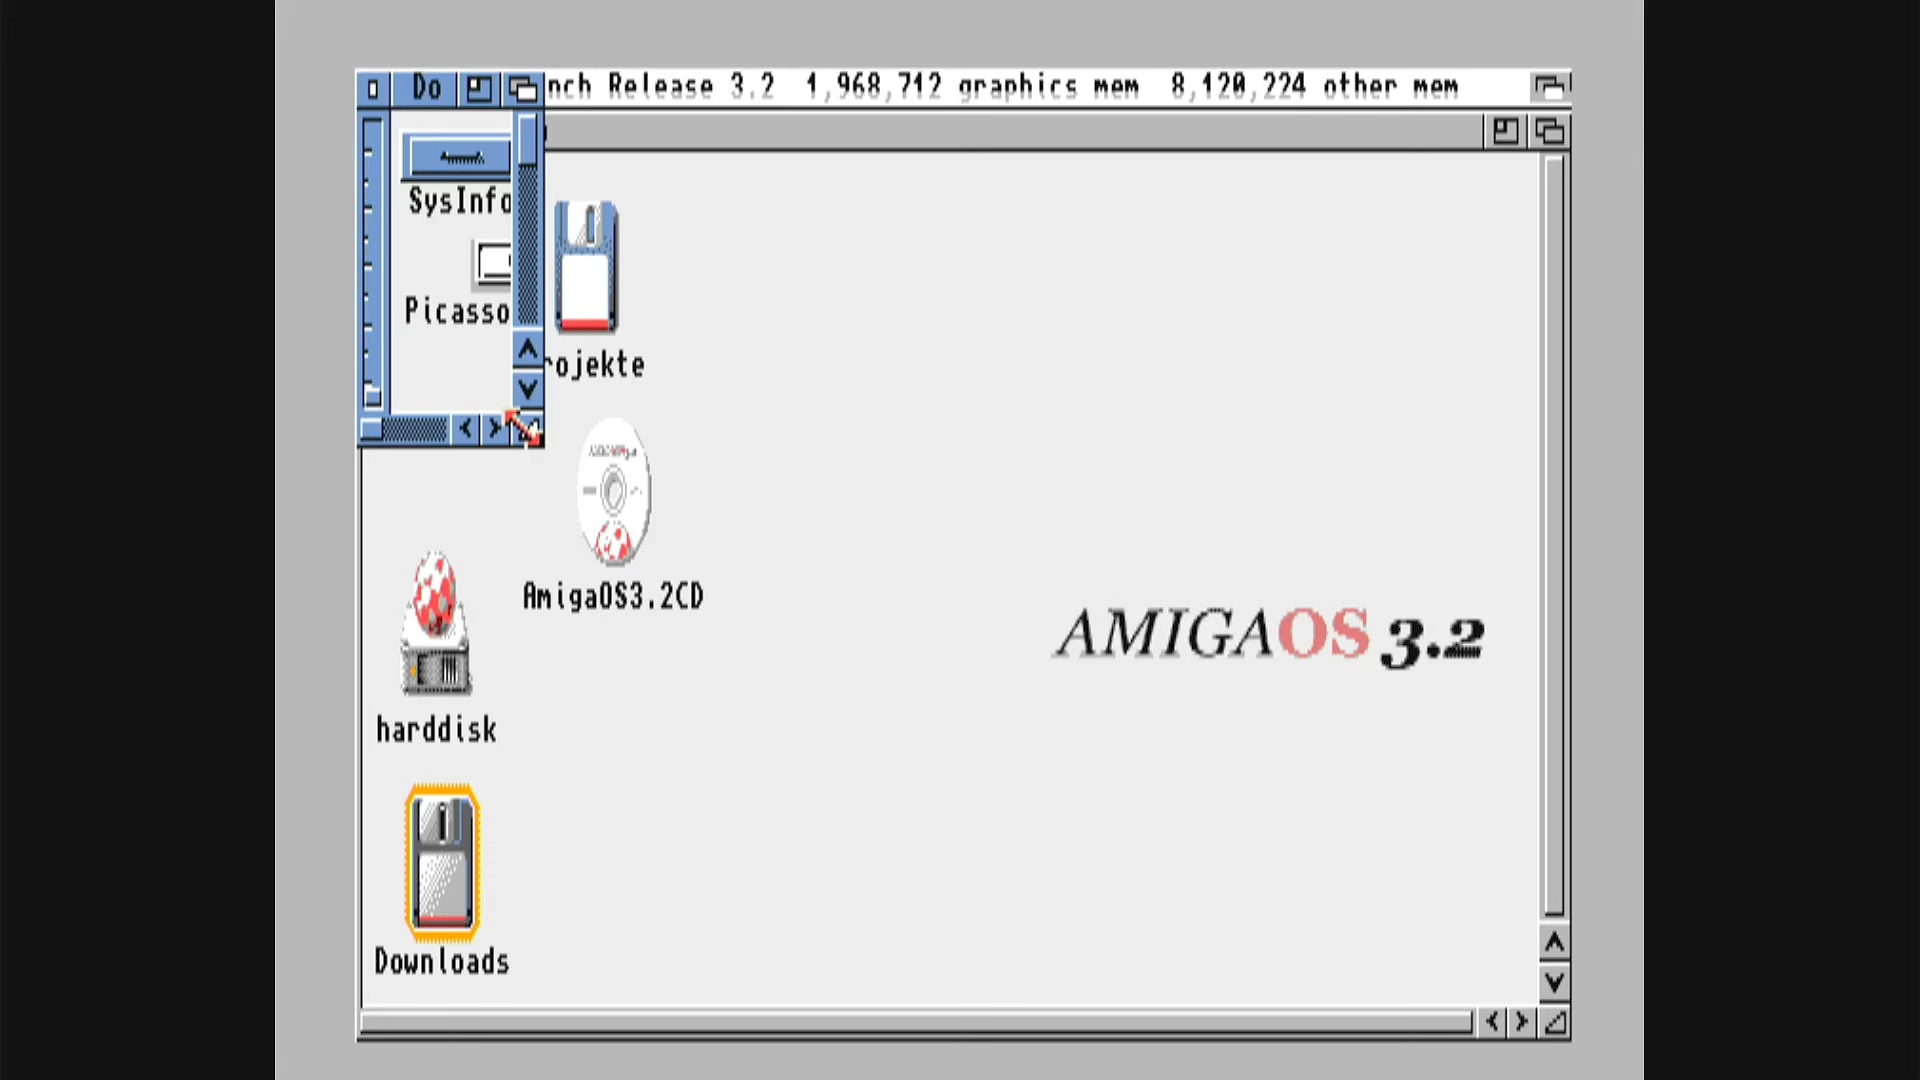 Do
nch Release 3.2 1,968,712 graphics mem 8,120,224 other mem
SysInfo
Picasso
rojekte
AmigaOS3.2CD
harddisk
AMIGAOS 3.2
Downloads